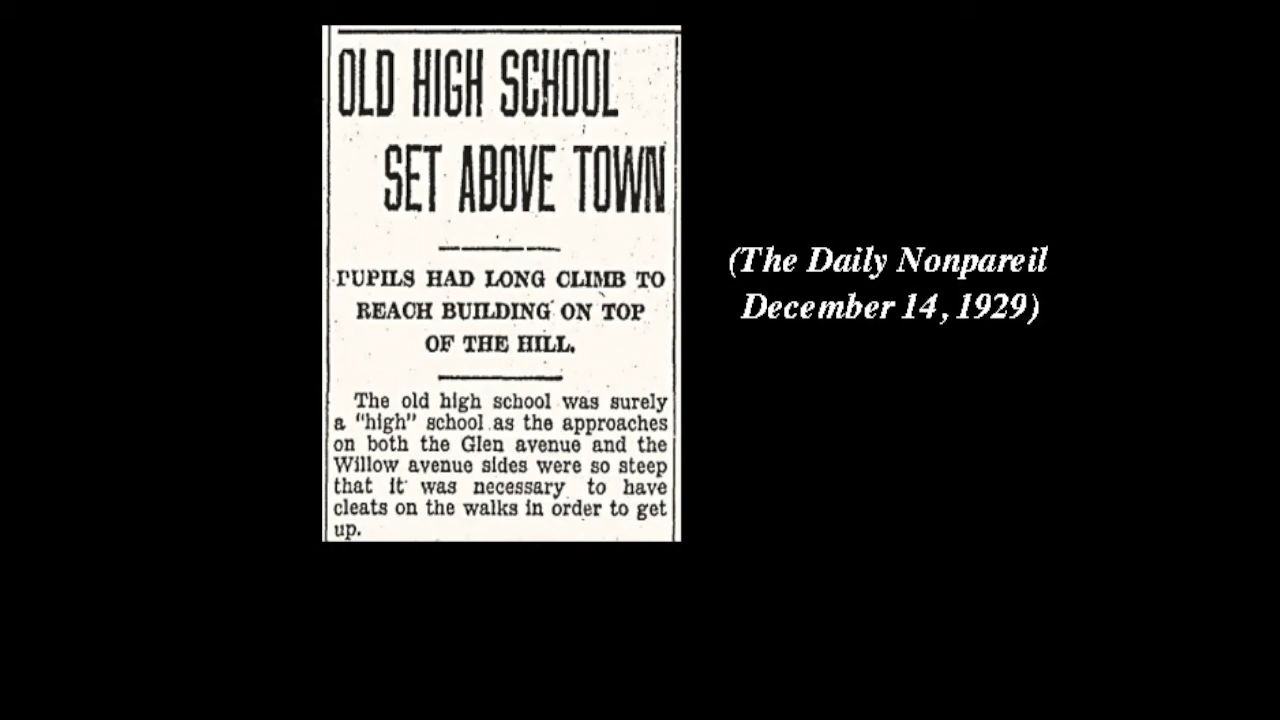 OLD HIGH SCHOOL
SET ABOVE TOWN
PUPILS HAD LONG CLIMB TO
REACH BUILDING ON TOP
OF THE HILL.
The old high school was surely
a "high" school as the approaches
on both the Glen avenue and the
Willow avenue sides were so steep
that it was necessary to have
cleats on the walks in order to get
up.
(The Daily Nonpareil
December 14, 1929)